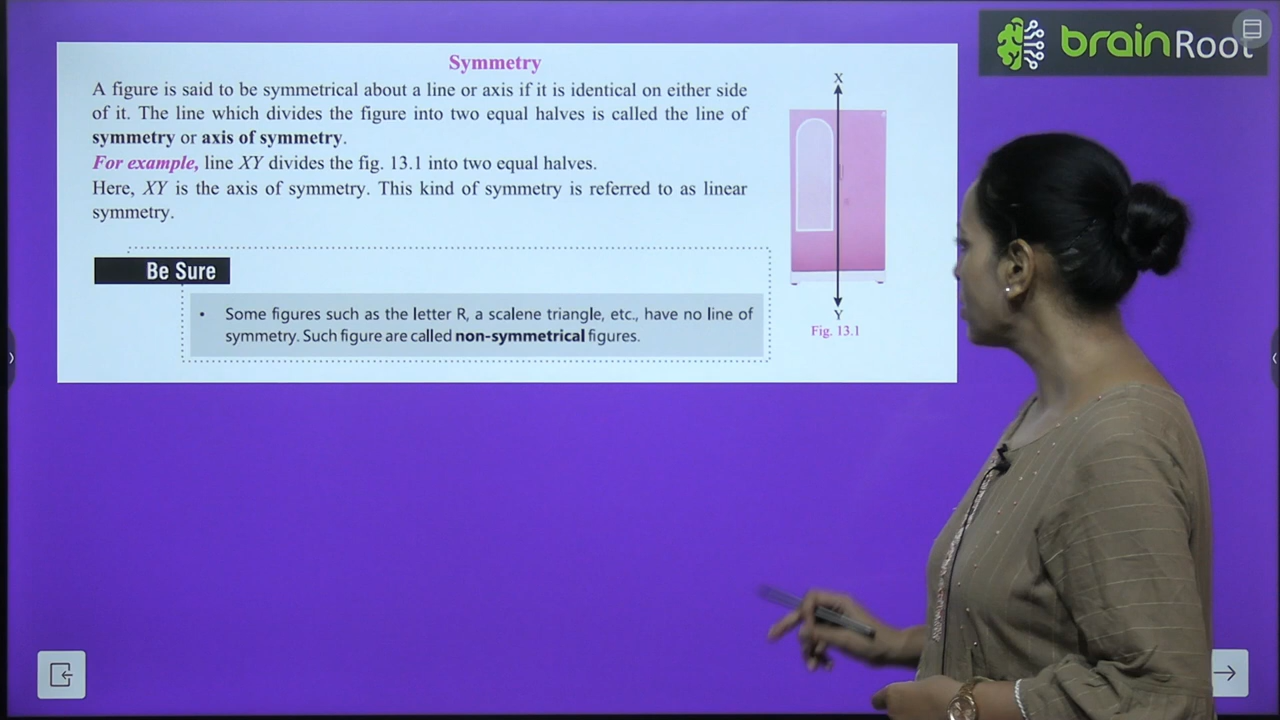 brainRoot
Symmetry
A figure is said to be symmetrical about a line or axis if it is identical on either side
of it. The line which divides the figure into two equal halves is called the line of
symmetry or axis of symmetry.
For example, line XY divides the fig. 13.1 into two equal halves.
Here, XY is the axis of symmetry. This kind of symmetry is referred to as linear
symmetry.
X
Y
Fig. 13.1
Be Sure
• Some figures such as the letter R, a scalene triangle, etc., have no line of
symmetry. Such figure are called non-symmetrical figures.